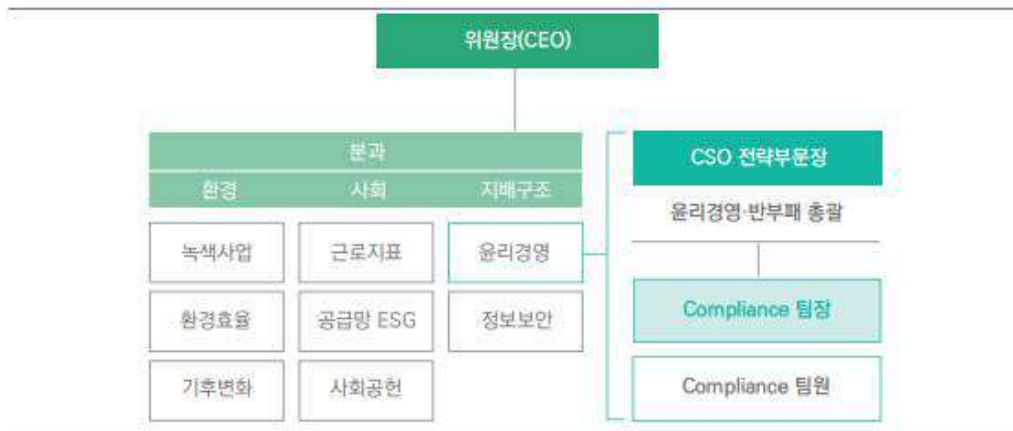 위원장(CEO)
분과
환경 사회 지배구조
녹색사업 근로지표 윤리경영
환경효율 공급망 ESG 정보보안
기후변화 사회공헌
CSO 전략부문장
윤리경영·반부패 총괄
Compliance 팀장
Compliance 팀원